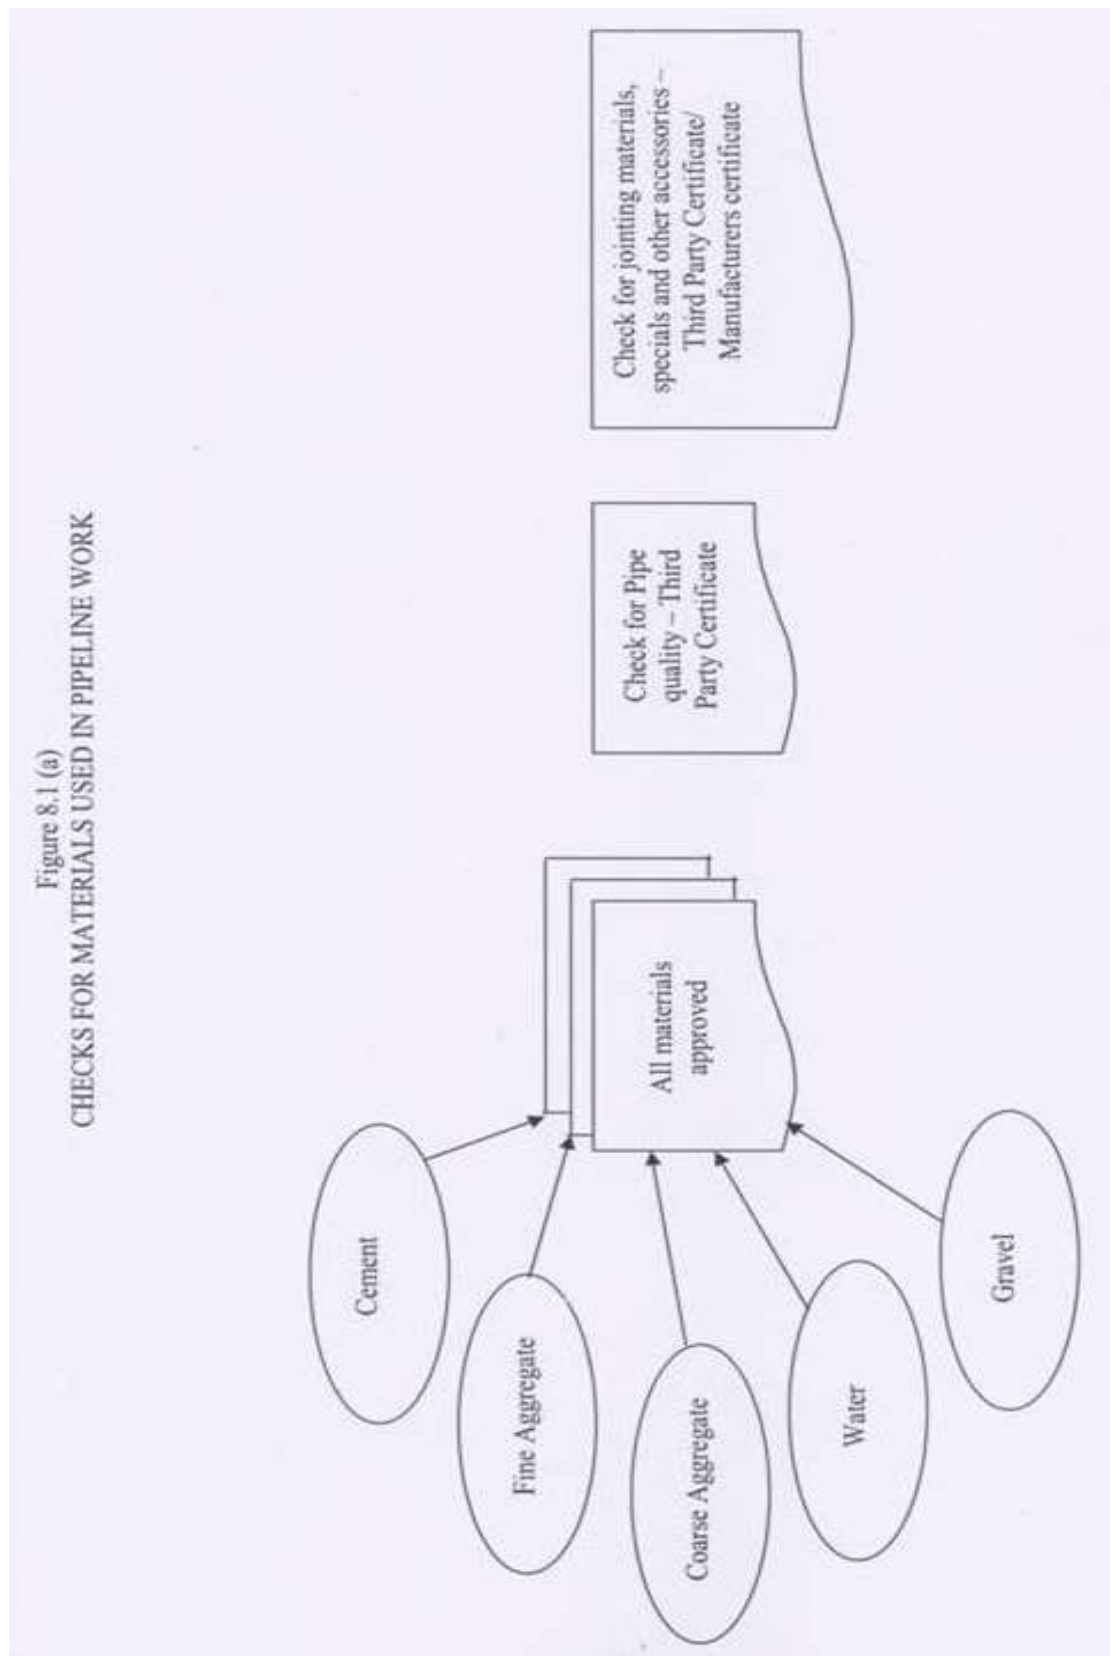 Figure 8.1 (a)
CHECKS FOR MATERIALS USED IN PIPELINE WORK
Cement
Fine Aggregate
Coarse Aggregate
Water
Gravel
All materials
approved
Check for Pipe
quality – Third
Party Certificate
Check for jointing materials,
specials and other accessories –
Third Party Certificate/
Manufacturers certificate